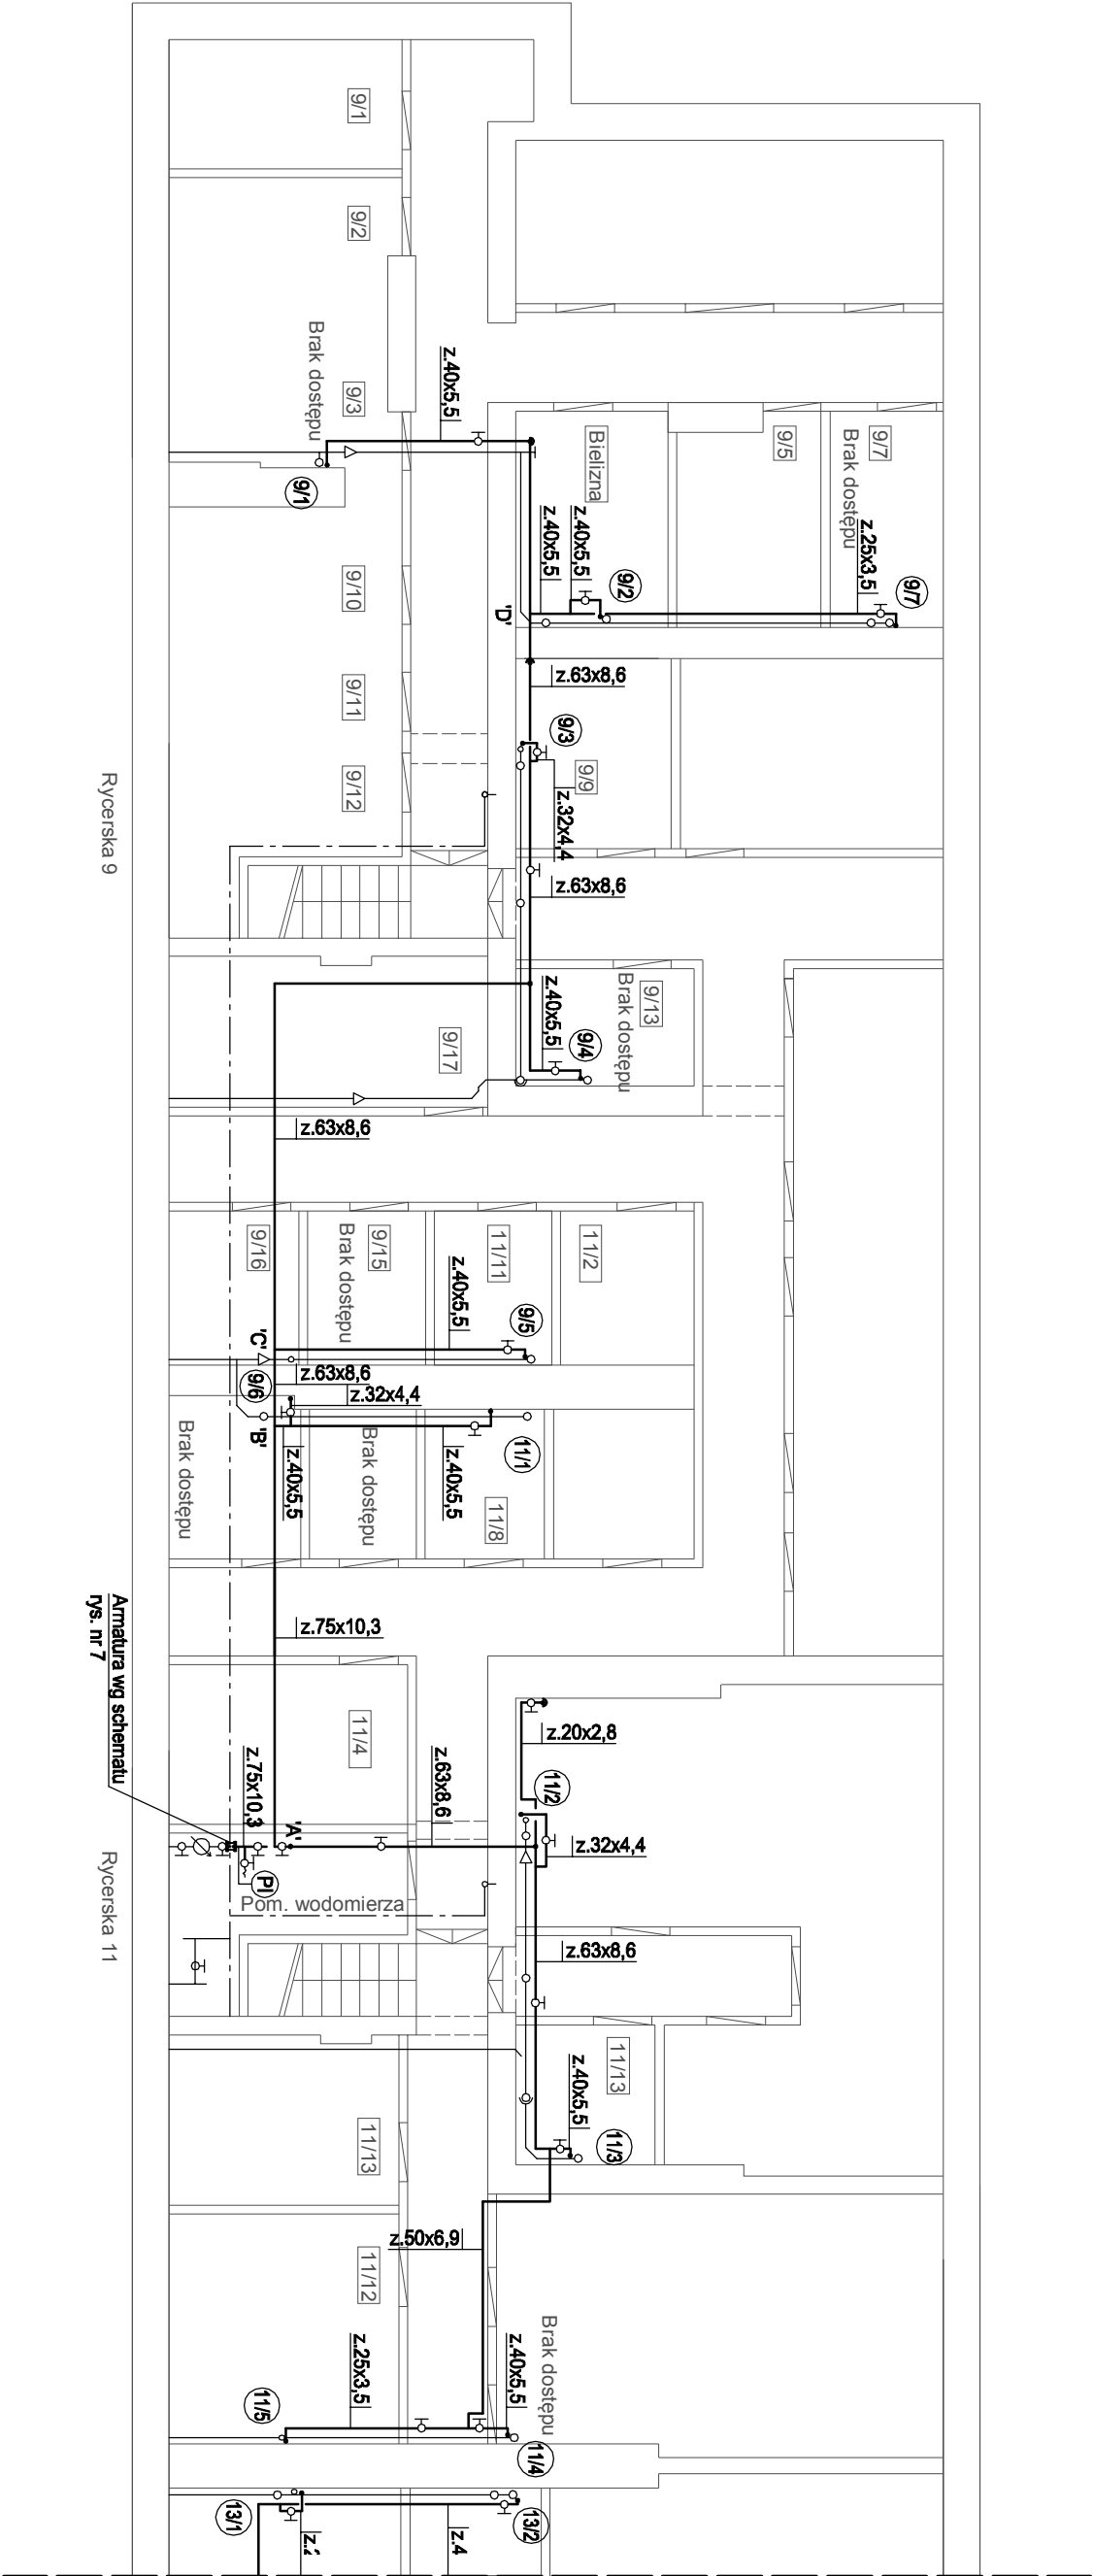 9/1
9/2
Brak dostępu
9/3
z.40x5,5
9/1
Bielizna
9/5
9/7
Brak dostępu
z.25x3,5
z.40x5,5
z.40x5,5
9/2
9/7
'D'
9/10
9/11
9/12
z.63x8,6
9/3
9/9
z.32x4,4
z.63x8,6
Rycerska 9
z.40x5,5
9/4
9/13
Brak dostępu
9/17
z.63x8,6
9/16
9/15
Brak dostępu
11/11
11/2
z.40x5,5
9/5
'C'
z.63x8,6
9/6
z.32x4,4
'B'
11/1
Brak dostępu
Brak dostępu
z.40x5,5
z.40x5,5
11/8
z.75x10,3
Armatura wg schematu
rys. nr 7
11/4
z.75x10,3
z.63x8,6
z.20x2,8
11/2
'A'
z.32x4,4
PI
Pom. wodomierza
Rycerska 11
z.63x8,6
11/13
z.40x5,5
11/3
11/13
z.50x6,9
11/12
Brak dostępu
z.25x3,5
z.40x5,5
11/5
11/4
13/1
13/2
z.4